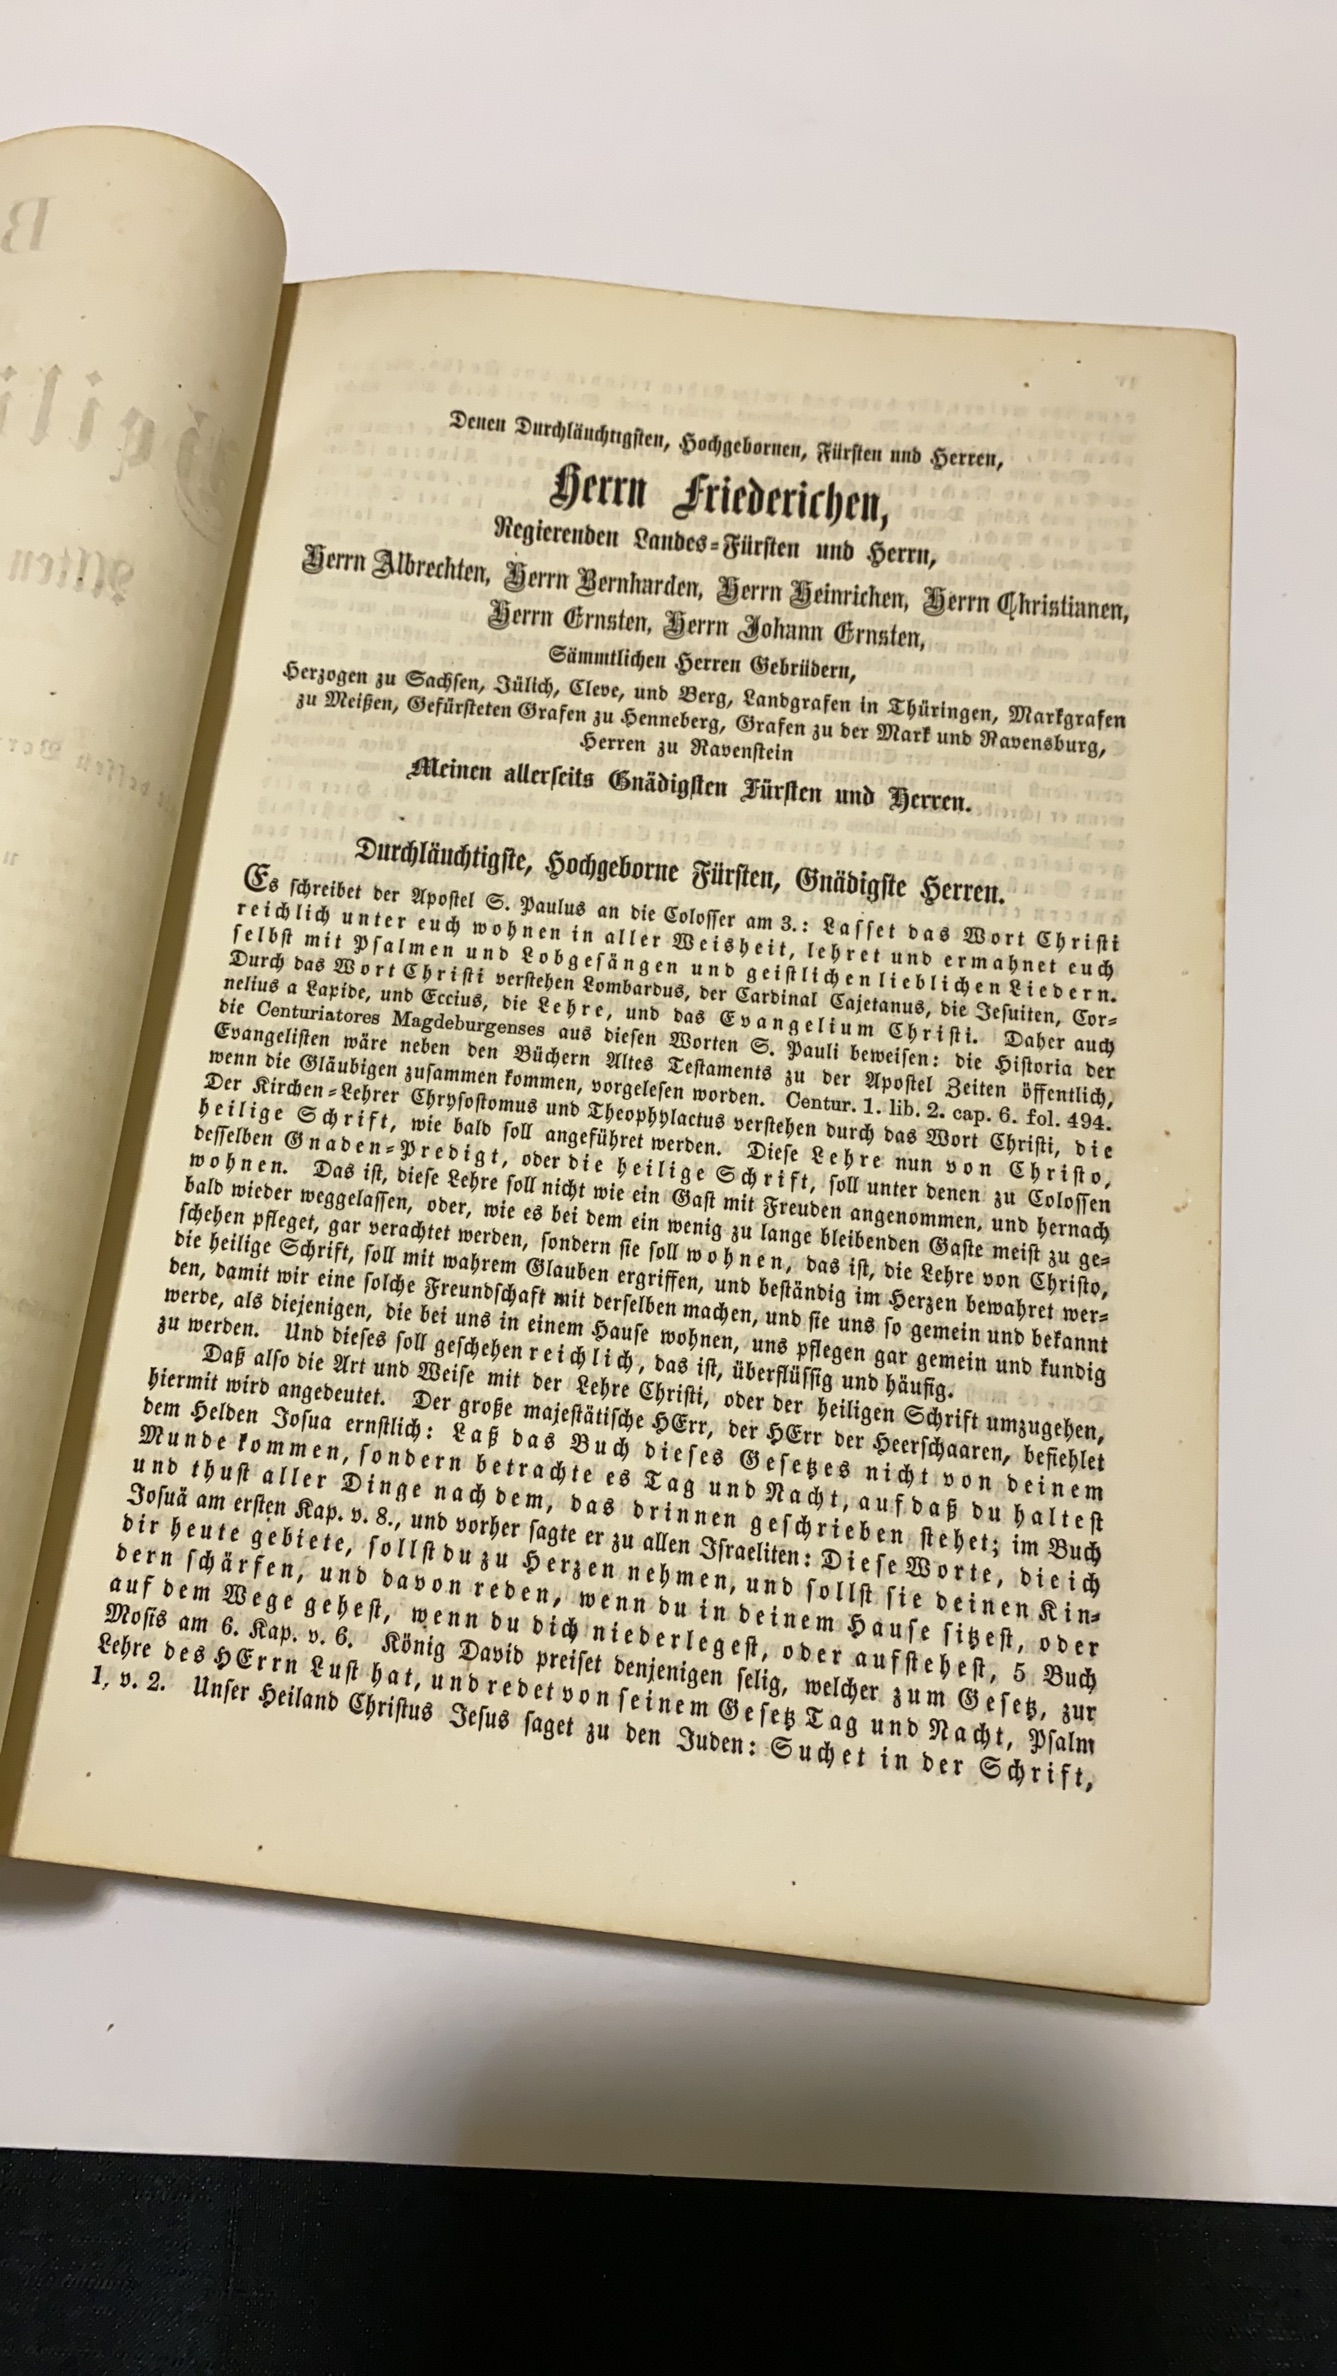 Denen Durchläuchtigsten, Hochgebornen, Fürsten und Herren,
Herrn Friederichen,
Regierenden Landes-Fürsten und Herrn,
Herrn Albrechten, Herrn Bernharden, Herrn Heinrichen, Herrn Christianen,
Herrn Ernsten, Herrn Johann Ernsten,
Sämmtlichen Herren Gebrüdern,
Herzogen zu Sachsen, Jülich, Cleve, und Berg, Landgrafen in Thüringen, Markgrafen
zu Meißen, Gefürsteten Grafen zu Henneberg, Grafen zu der Mark und Ravensburg,
Herren zu Ravenstein
Meinen allerseits Gnädigsten Fürsten und Herren.
Durchläuchtigste, Hochgeborne Fürsten, Gnädigste Herren.
Es schreibet der Apostel S. Paulus an die Colosser am 3.: Lasset das Wort Christi
reichlich unter euch wohnen in aller Weisheit, lehret und ermahnet euch
selbst mit Psalmen und Lobgesängen und geistlichen lieblichen Liedern.
Durch das Wort Christi verstehen Lombardus, der Cardinal Cajetanus, die Jesuiten, Cor-
nelius a Lapide, und Eccius, die Lehre, und das Evangelium Christi. Daher auch
die Centuriatores Magdeburgenses aus diesen Worten S. Pauli beweisen: die Historia der
Evangelisten wäre neben den Büchern Altes Testaments zu der Apostel Zeiten öffentlich,
wenn die Gläubigen zusammen kommen, vorgelesen worden. Centur. 1. lib. 2. cap. 6. fol. 494.
Der Kirchen-Lehrer Chrysostomus und Theophylactus verstehen durch das Wort Christi, die
heilige Schrift, wie bald soll angeführet werden. Diese Lehre nun von Christo,
desselben Gnaden-Predigt, oder die heilige Schrift, soll unter denen zu Colossen
wohnen. Das ist, diese Lehre soll nicht wie ein Gast mit Freuden angenommen, und hernach
bald wieder weggelassen, oder, wie es bei dem ein wenig zu lange bleibenden Gaste meist zu ge-
schehen pfleget, gar verachtet werden, sondern sie soll wohnen, das ist, die Lehre von Christo,
die heilige Schrift, soll mit wahrem Glauben ergriffen, und beständig im Herzen bewahret wer-
den, damit wir eine solche Freundschaft mit derselben machen, und sie uns so gemein und bekannt
werde, als diejenigen, die bei uns in einem Hause wohnen, uns pflegen gar gemein und kundig
zu werden. Und dieses soll geschehen reichlich, das ist, überflüssig und häufig.
Daß also die Art und Weise mit der Lehre Christi, oder der heiligen Schrift umzugehen,
hiermit wird angedeutet. Der große majestätische HErr, der HErr der Heerschaaren, befiehlet
dem Helden Josua ernstlich: Laß das Buch dieses Gesetzes nicht von deinem
Munde kommen, sondern betrachte es Tag und Nacht, auf daß du haltest
und thust aller Dinge nach dem, das drinnen geschrieben stehet; im Buch
Josuä am ersten Kap. v. 8., und vorher sagte er zu allen Israeliten: Diese Worte, die ich
dir heute gebiete, sollst du zu Herzen nehmen, und sollst sie deinen Kin-
dern schärfen, und davon reden, wenn du in deinem Hause sitzest, oder
auf dem Wege gehest, wenn du dich niederlegest, oder aufstehest, 5 Buch
Mosis am 6. Kap. v. 6. König David preiset denjenigen selig, welcher zum Gesetz, zur
Lehre des HErrn Lust hat, und redet von seinem Gesetz Tag und Nacht, Psalm
1, v. 2. Unser Heiland Christus Jesus saget zu den Juden: Suchet in der Schrift,